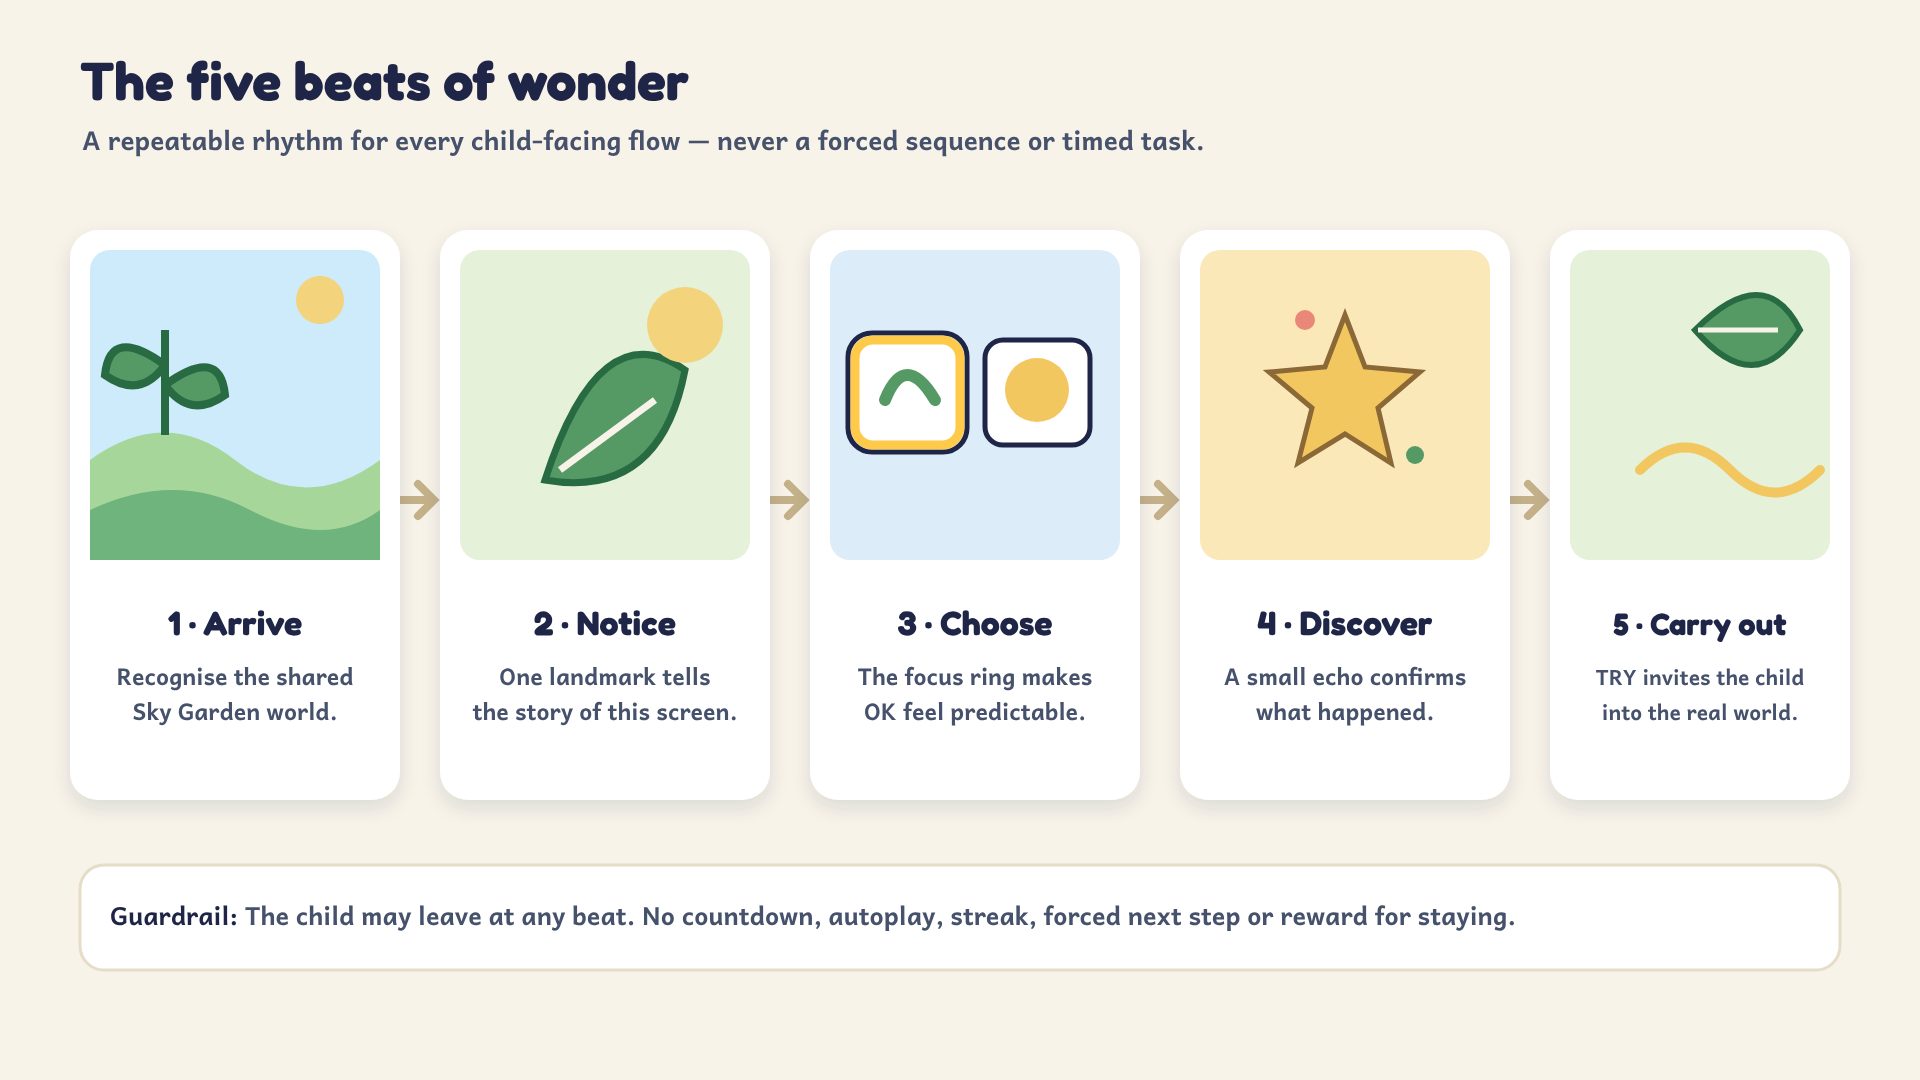 The five beats of wonder
A repeatable rhythm for every child-facing flow — never a forced sequence or timed task.
1 · Arrive
Recognise the shared
Sky Garden world.
2 · Notice
One landmark tells
the story of this screen.
3 · Choose
The focus ring makes
OK feel predictable.
4 · Discover
A small echo confirms
what happened.
5 · Carry out
TRY invites the child
into the real world.
Guardrail: The child may leave at any beat. No countdown, autoplay, streak, forced next step or reward for staying.